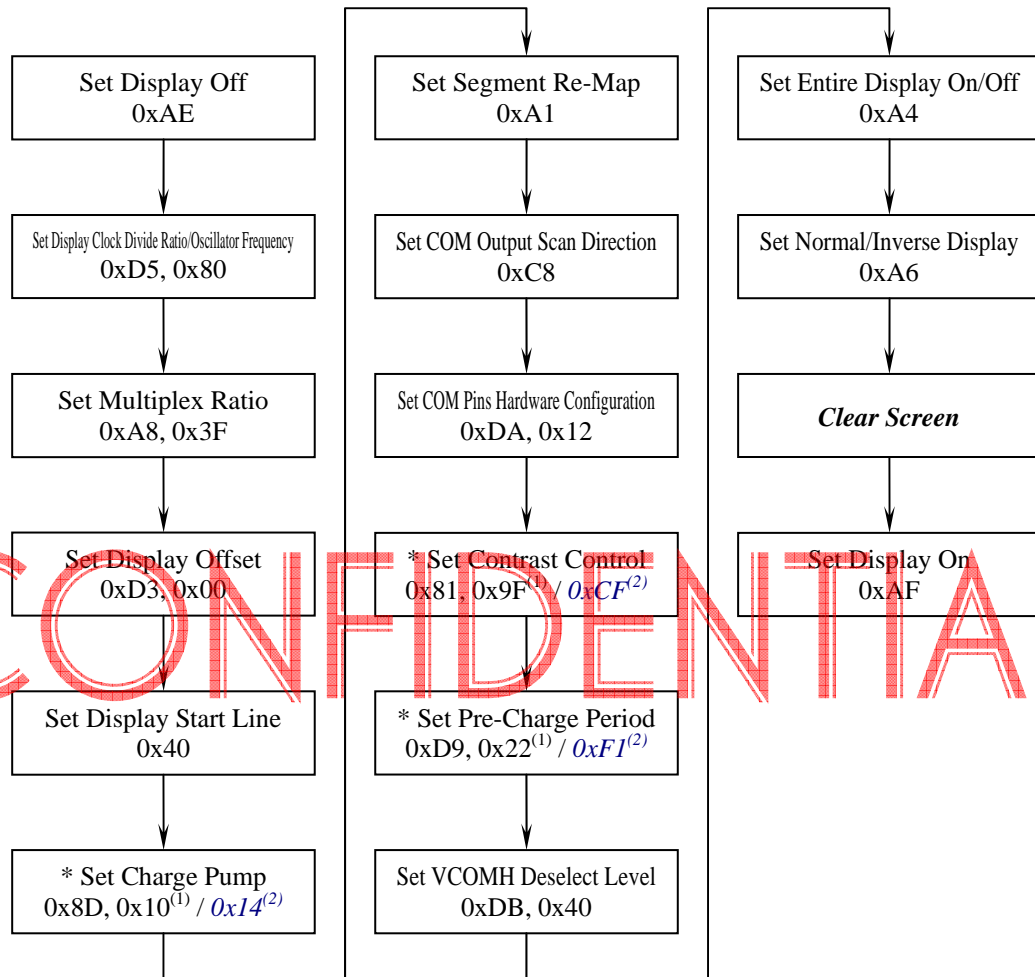 Set Display Off
0xAE
Set Display Clock Divide Ratio/Oscillator Frequency
0xD5, 0x80
Set Multiplex Ratio
0xA8, 0x3F
Set Display Offset
0xD3, 0x00
Set Display Start Line
0x40
* Set Charge Pump
0x8D, 0x10(1) / 0x14(2)
Set Segment Re-Map
0xA1
Set COM Output Scan Direction
0xC8
Set COM Pins Hardware Configuration
0xDA, 0x12
* Set Contrast Control
0x81, 0x9F(1) / 0xCF(2)
* Set Pre-Charge Period
0xD9, 0x22(1) / 0xF1(2)
Set VCOMH Deselect Level
0xDB, 0x40
Set Entire Display On/Off
0xA4
Set Normal/Inverse Display
0xA6
Clear Screen
Set Display On
0xAF
CONFIDENTIA